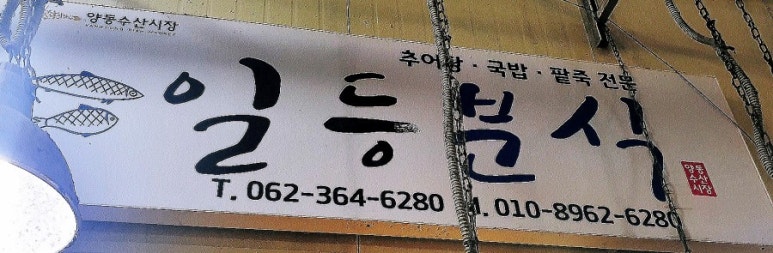 양동수산시장
추어탕 · 국밥 · 팥죽 전문
일등분식
양동
수산
시장
T. 062-364-6280 M. 010-8962-6280